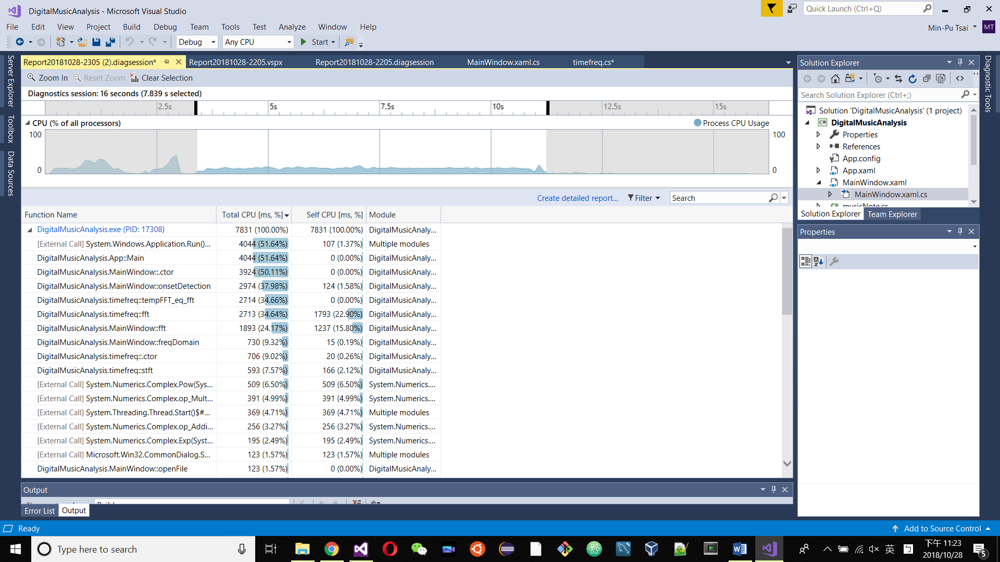 DigitalMusicAnalysis - Microsoft Visual Studio
Quick Launch (Ctrl+Q)
File Edit View Project Build Debug Team Tools Test Analyze Window Help
Min-Pu Tsai MT
Debug Any CPU Start
Server Explorer
Toolbox
Data Sources
Report20181028-2305 (2).diagsession* Report20181028-2205.vspx Report20181028-2205.diagsession MainWindow.xaml.cs timefreq.cs*
Zoom In Reset Zoom Clear Selection
Diagnostics session: 16 seconds (7.839 s selected)
2.5s 5s 7.5s 10s 12.5s 15s
CPU (% of all processors) Process CPU Usage
100 100
0 0
Create detailed report... Filter Search
Function Name Total CPU [ms, %] Self CPU [ms, %] Module
DigitalMusicAnalysis.exe (PID: 17308) 7831 (100.00%) 7831 (100.00%) DigitalMusicAnaly...
[External Call] System.Windows.Application.Run()... 4044 (51.64%) 107 (1.37%) Multiple modules
DigitalMusicAnalysis.App::Main 4044 (51.64%) 0 (0.00%) DigitalMusicAnaly...
DigitalMusicAnalysis.MainWindow::.ctor 3924 (50.11%) 0 (0.00%) DigitalMusicAnaly...
DigitalMusicAnalysis.MainWindow::onsetDetection 2974 (37.98%) 124 (1.58%) DigitalMusicAnaly...
DigitalMusicAnalysis.timefreq::tempFFT_eq_fft 2714 (34.66%) 0 (0.00%) DigitalMusicAnaly...
DigitalMusicAnalysis.timefreq::fft 2713 (34.64%) 1793 (22.90%) DigitalMusicAnaly...
DigitalMusicAnalysis.MainWindow::fft 1893 (24.17%) 1237 (15.80%) DigitalMusicAnaly...
DigitalMusicAnalysis.MainWindow::freqDomain 730 (9.32%) 15 (0.19%) DigitalMusicAnaly...
DigitalMusicAnalysis.timefreq::.ctor 706 (9.02%) 20 (0.26%) DigitalMusicAnaly...
DigitalMusicAnalysis.timefreq::stft 593 (7.57%) 166 (2.12%) DigitalMusicAnaly...
[External Call] System.Numerics.Complex.Pow(Sys... 509 (6.50%) 509 (6.50%) System.Numerics....
[External Call] System.Numerics.Complex.op_Mult... 391 (4.99%) 391 (4.99%) System.Numerics....
[External Call] System.Threading.Thread.Start()$#... 369 (4.71%) 369 (4.71%) Multiple modules
[External Call] System.Numerics.Complex.op_Addi... 256 (3.27%) 256 (3.27%) System.Numerics....
[External Call] System.Numerics.Complex.Exp(Syst... 195 (2.49%) 195 (2.49%) System.Numerics....
[External Call] Microsoft.Win32.CommonDialog.S... 123 (1.57%) 123 (1.57%) Multiple modules
DigitalMusicAnalysis.MainWindow::openFile 123 (1.57%) 0 (0.00%) DigitalMusicAnaly...
Output
Error List Output
Solution Explorer
Search Solution Explorer (Ctrl+;)
Solution 'DigitalMusicAnalysis' (1 project)
DigitalMusicAnalysis
Properties
References
App.config
App.xaml
MainWindow.xaml
MainWindow.xaml.cs
musicNote.cs
Solution Explorer Team Explorer
Properties
Diagnostic Tools
Ready Add to Source Control
Type here to search
英
下午 11:23
2018/10/28
5